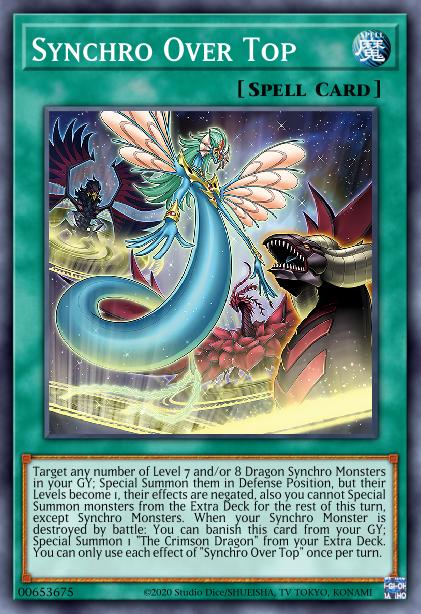 Synchro Over Top
SPELL
魔
[Spell Card]
Target any number of Level 7 and/or 8 Dragon Synchro Monsters
in your GY; Special Summon them in Defense Position, but their
Levels become 1, their effects are negated, also you cannot Special
Summon monsters from the Extra Deck for the rest of this turn,
except Synchro Monsters. When your Synchro Monster is
destroyed by battle: You can banish this card from your GY;
Special Summon 1 "The Crimson Dragon" from your Extra Deck.
You can only use each effect of "Synchro Over Top" once per turn.
00653675
©2020 Studio Dice/SHUEISHA, TV TOKYO, KONAMI